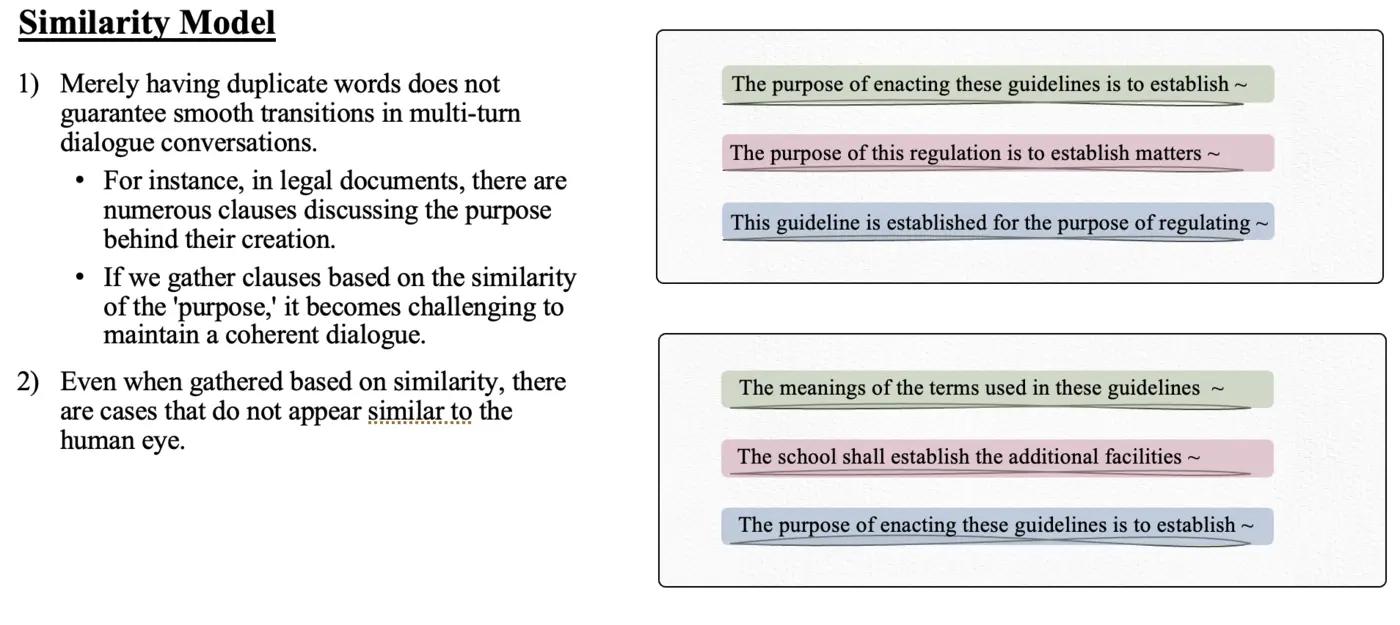 Similarity Model
1) Merely having duplicate words does not
guarantee smooth transitions in multi-turn
dialogue conversations.
• For instance, in legal documents, there are
numerous clauses discussing the purpose
behind their creation.
• If we gather clauses based on the similarity
of the 'purpose,' it becomes challenging to
maintain a coherent dialogue.
2) Even when gathered based on similarity, there
are cases that do not appear similar to the
human eye.
The purpose of enacting these guidelines is to establish ~
The purpose of this regulation is to establish matters ~
This guideline is established for the purpose of regulating ~
The meanings of the terms used in these guidelines ~
The school shall establish the additional facilities ~
The purpose of enacting these guidelines is to establish ~